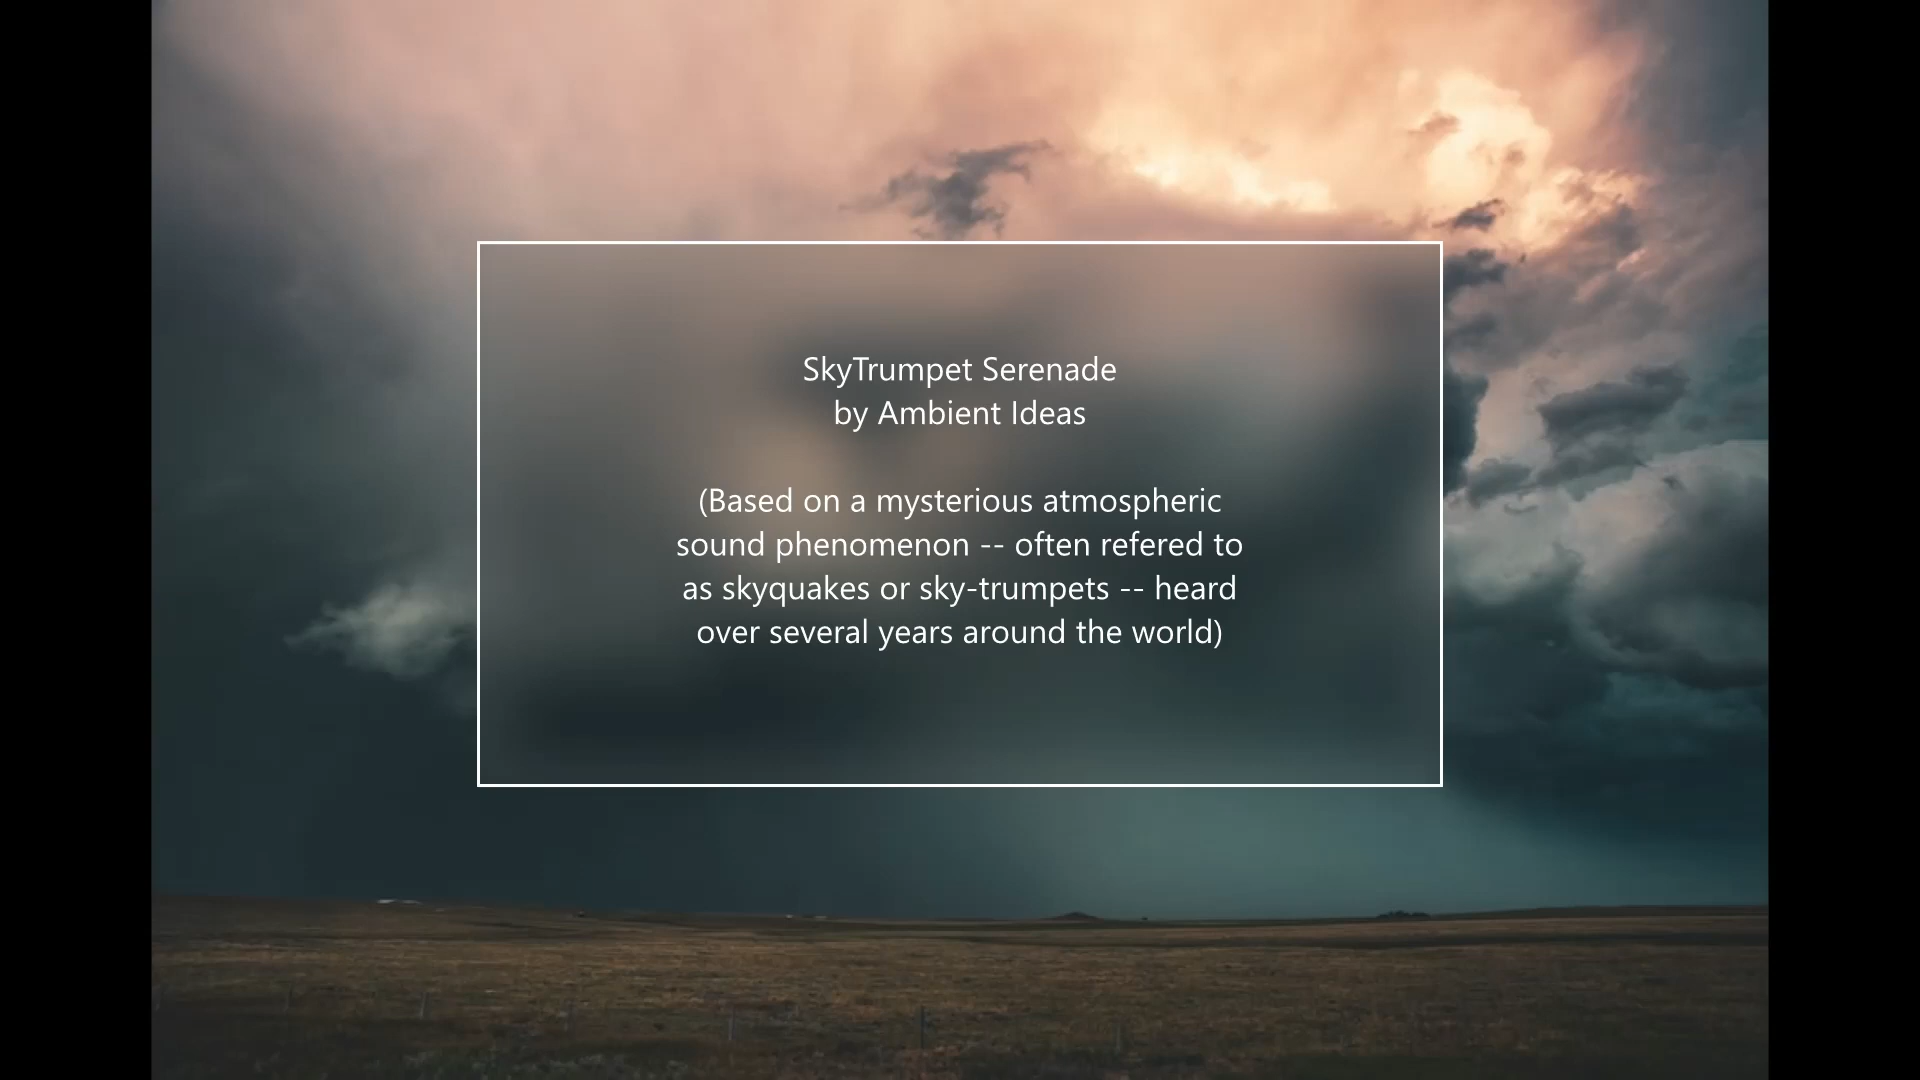 SkyTrumpet Serenade
by Ambient Ideas
(Based on a mysterious atmospheric
sound phenomenon -- often refered to
as skyquakes or sky-trumpets -- heard
over several years around the world)